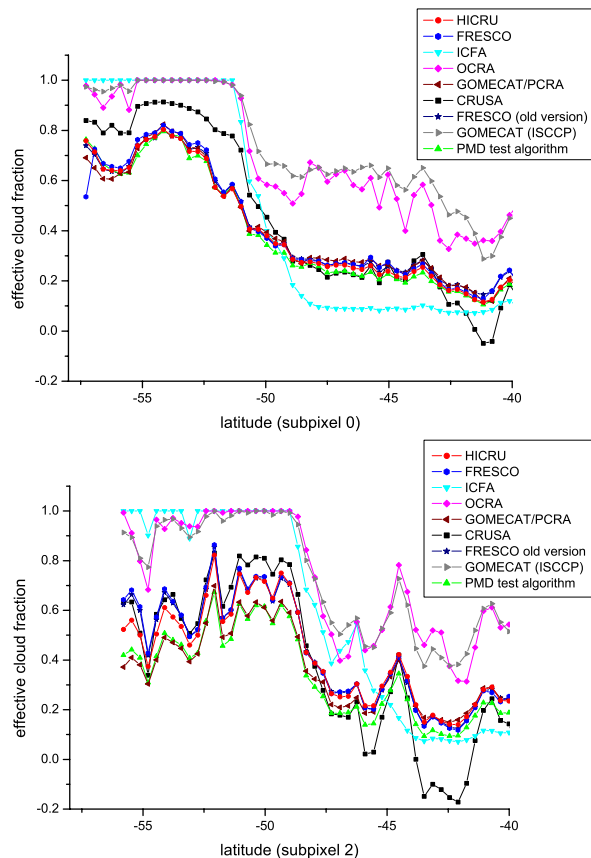 HICRU
FRESCO
ICFA
OCRA
GOMECAT/PCRA
CRUSA
FRESCO (old version)
GOMECAT (ISCCP)
PMD test algorithm
effective cloud fraction
1.0
0.8
0.6
0.4
0.2
0.0
-0.2
-55
-50
-45
-40
latitude (subpixel 0)
HICRU
FRESCO
ICFA
OCRA
GOMECAT/PCRA
CRUSA
FRESCO old version
GOMECAT (ISCCP)
PMD test algorithm
effective cloud fraction
1.0
0.8
0.6
0.4
0.2
0.0
-0.2
-55
-50
-45
-40
latitude (subpixel 2)